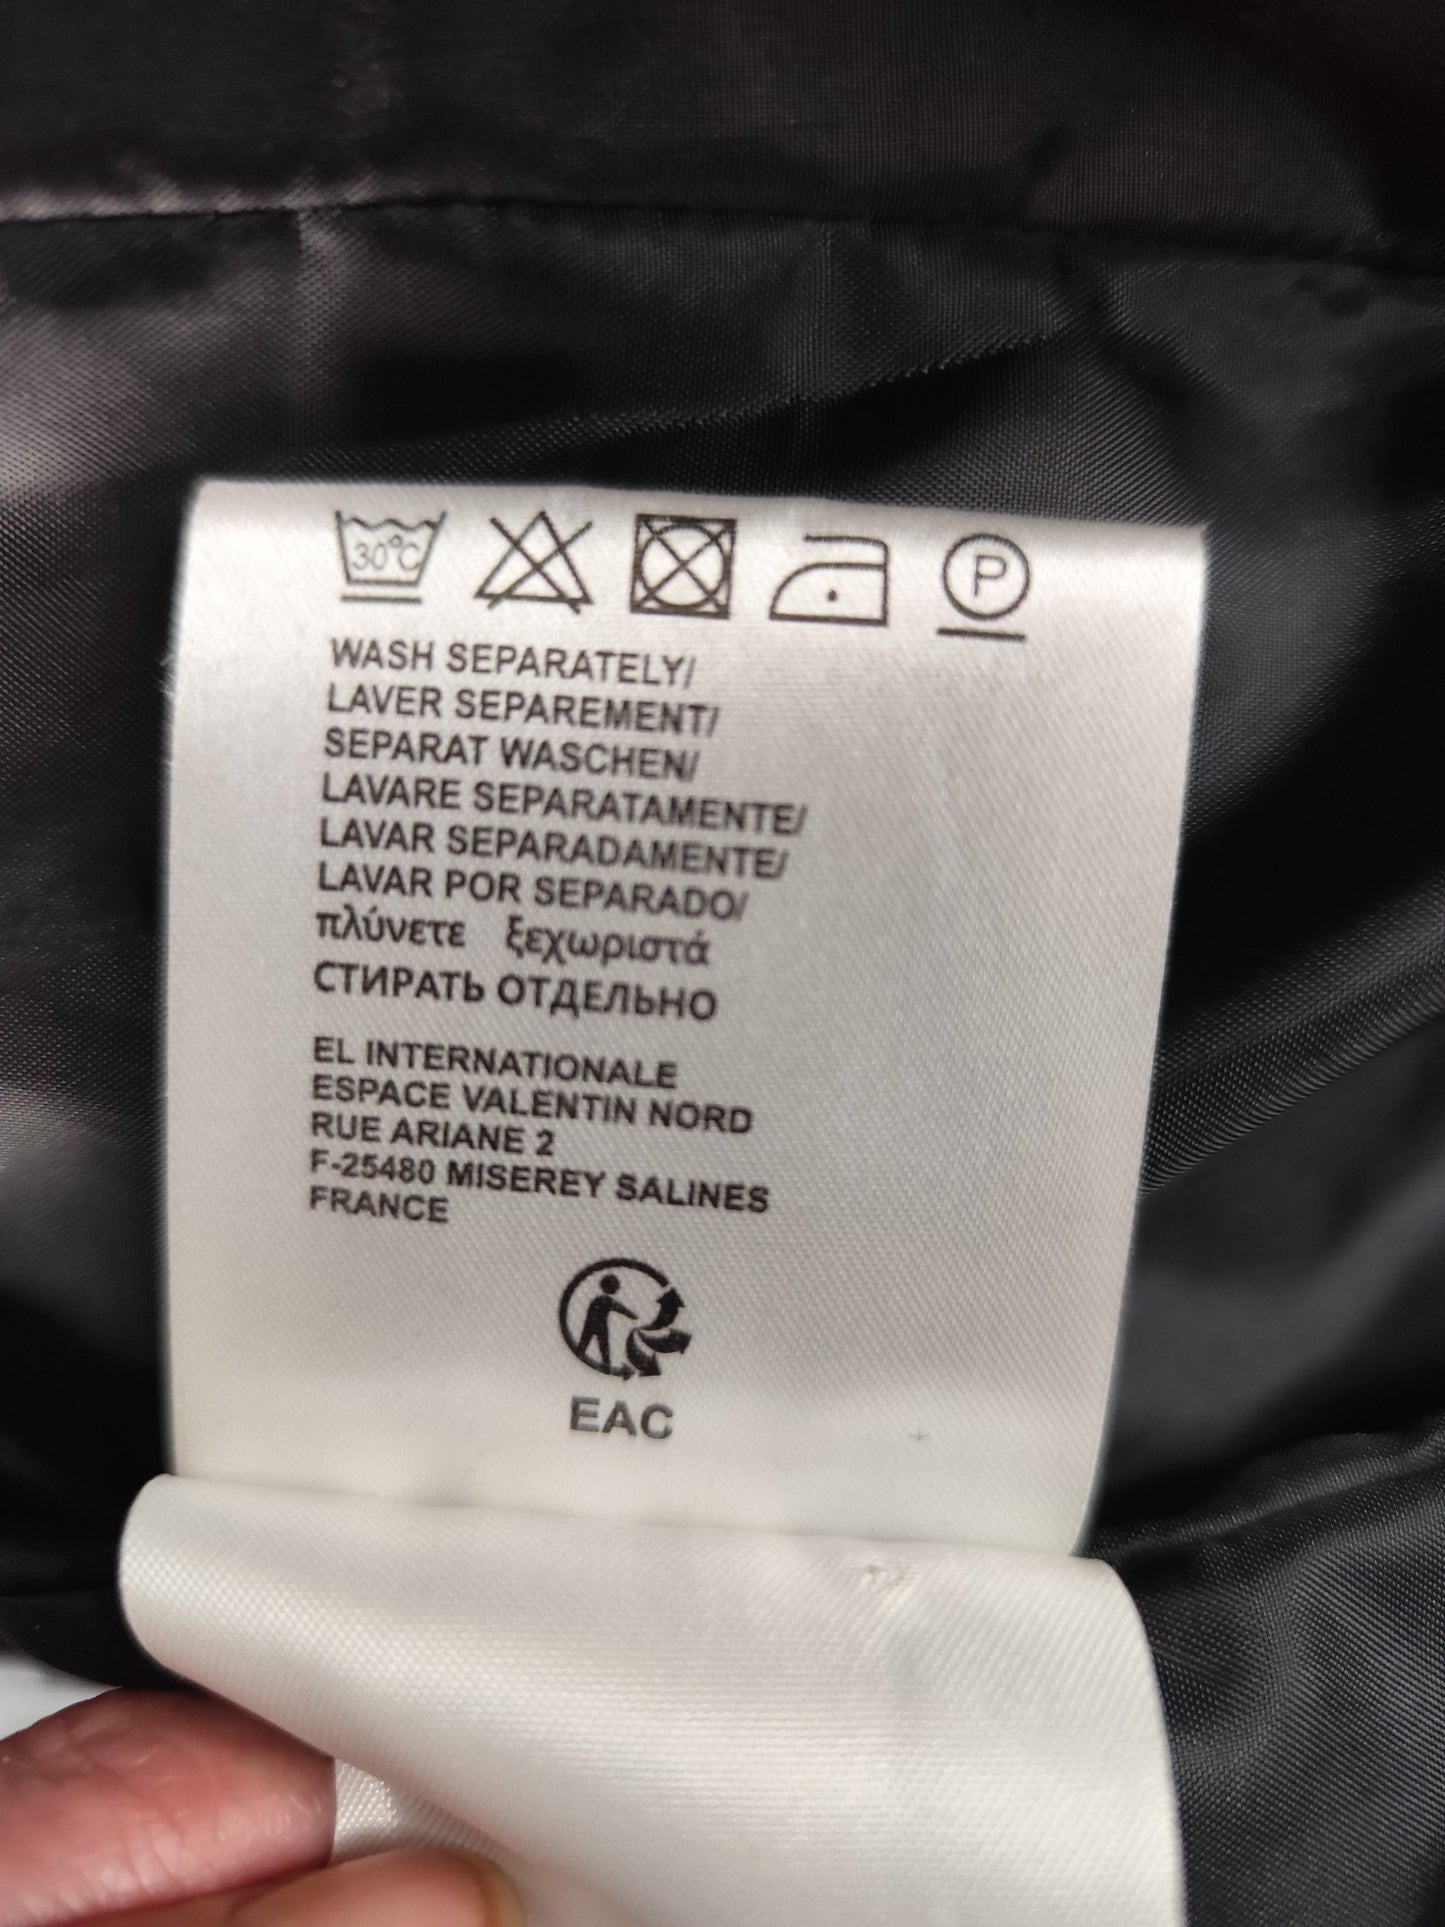 30°C P
WASH SEPARATELY/
LAVER SEPAREMENT/
SEPARAT WASCHEN/
LAVARE SEPARATAMENTE/
LAVAR SEPARADAMENTE/
LAVAR POR SEPARADO/
πλύνετε ξεχωριστά
СТИРАТЬ ОТДЕЛЬНО
EL INTERNATIONALE
ESPACE VALENTIN NORD
RUE ARIANE 2
F-25480 MISEREY SALINES
FRANCE
EAC